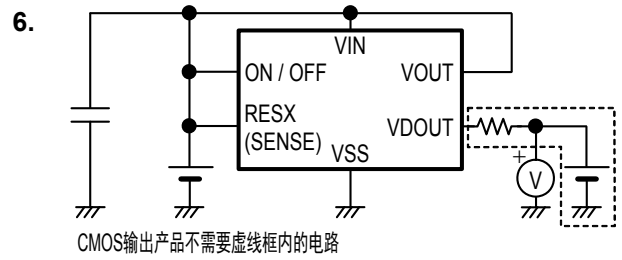 6.
VIN
ON / OFF VOUT
RESX
(SENSE)
VDOUT
VSS
+
V
CMOS输出产品不需要虚线框内的电路